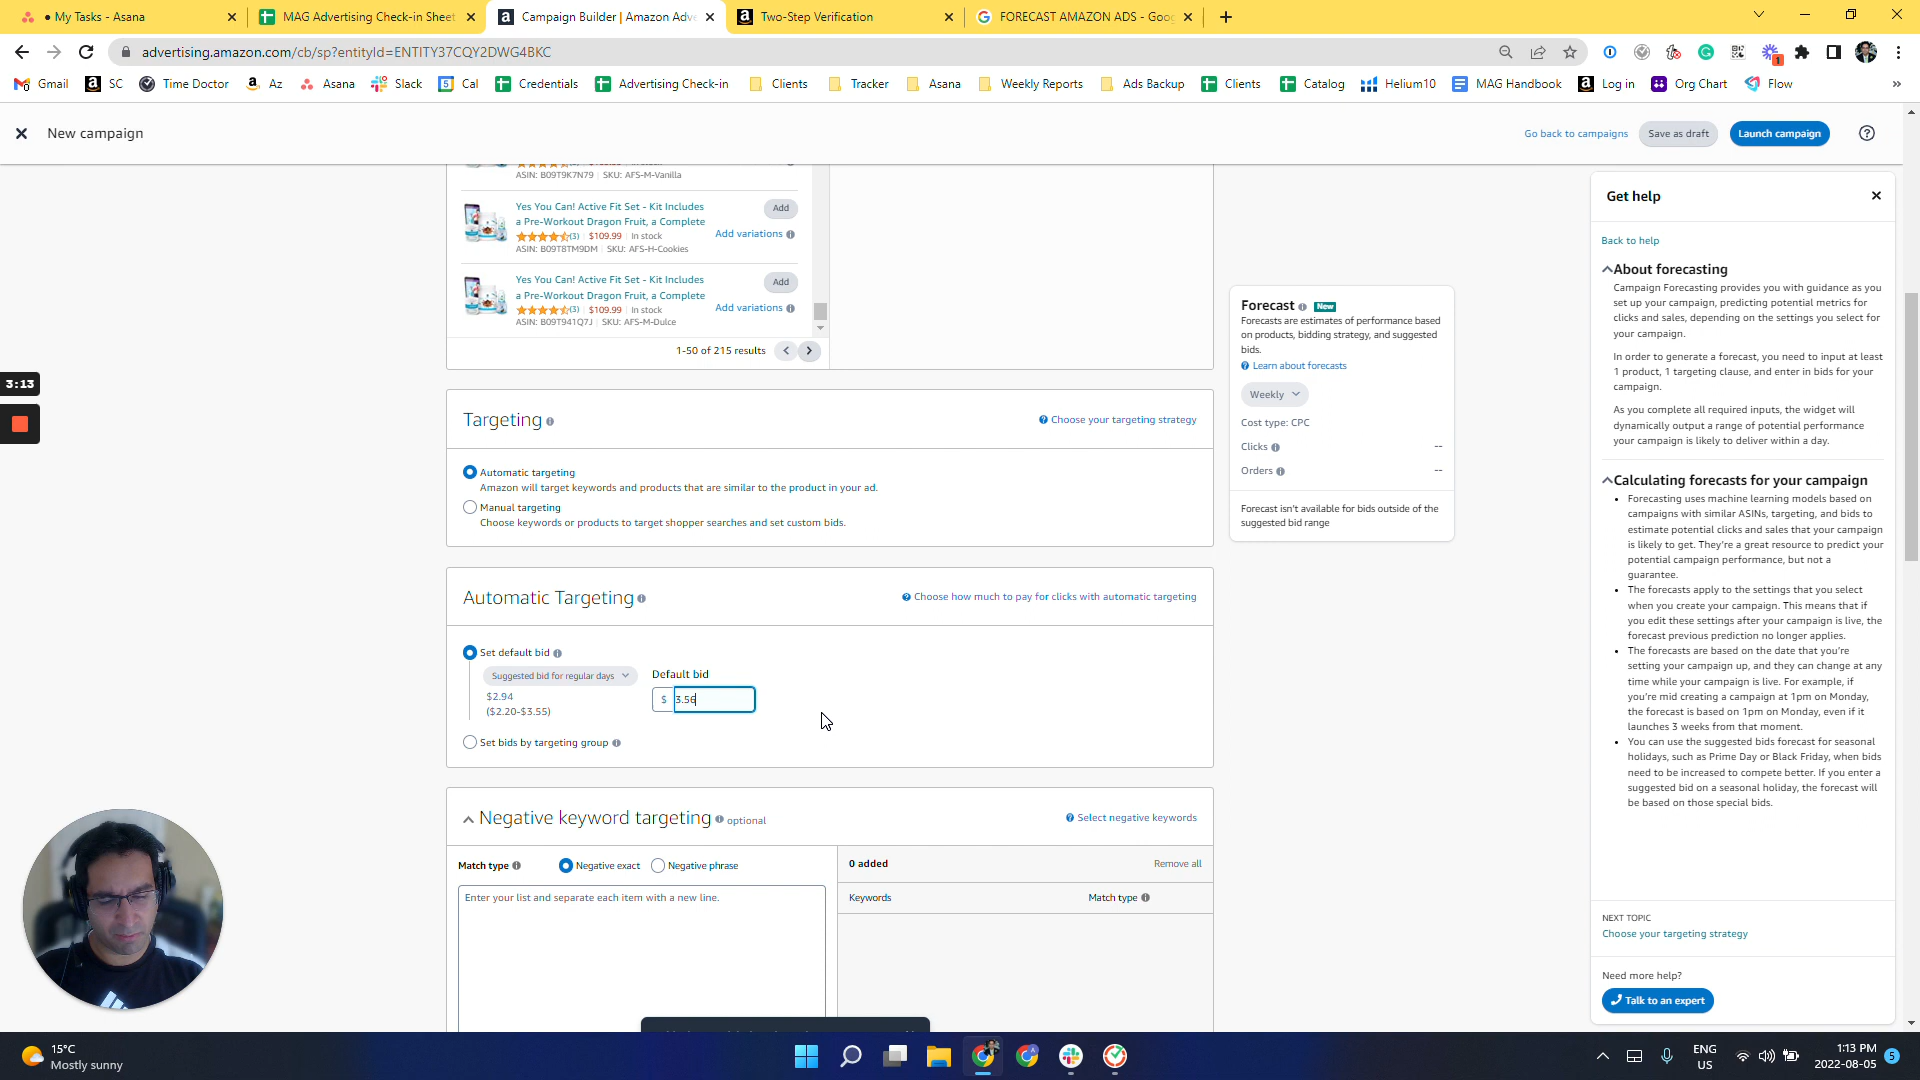 • My Tasks - Asana
MAG Advertising Check-in Sheet
Campaign Builder | Amazon Adve
Two-Step Verification
FORECAST AMAZON ADS - Goog
advertising.amazon.com/cb/sp?entityId=ENTITY37CQY2DWG4BKC
Gmail
SC
Time Doctor
Az
Asana
Slack
Cal
Credentials
Advertising Check-in
Clients
Tracker
Asana
Weekly Reports
Ads Backup
Clients
Catalog
Helium10
MAG Handbook
Log in
Org Chart
Flow
New campaign
Go back to campaigns
Save as draft
Launch campaign
ASIN: B09T9K7N79 | SKU: AFS-M-Vanilla
Yes You Can! Active Fit Set - Kit Includes
a Pre-Workout Dragon Fruit, a Complete
(3) $109.99 In stock
ASIN: B09T8TM9DM SKU: AFS-H-Cookies
Add
Add variations
Yes You Can! Active Fit Set - Kit Includes
a Pre-Workout Dragon Fruit, a Complete
(3) $109.99 In stock
ASIN: B09T941Q7J SKU: AFS-M-Dulce
Add
Add variations
1-50 of 215 results
3:13
Targeting
Choose your targeting strategy
Automatic targeting
Amazon will target keywords and products that are similar to the product in your ad.
Manual targeting
Choose keywords or products to target shopper searches and set custom bids.
Automatic Targeting
Choose how much to pay for clicks with automatic targeting
Set default bid
Suggested bid for regular days
$2.94
($2.20-$3.55)
Default bid
$ 3.56
Set bids by targeting group
Negative keyword targeting optional
Select negative keywords
Match type
Negative exact
Negative phrase
Enter your list and separate each item with a new line.
0 added
Remove all
Keywords
Match type
Forecast New
Forecasts are estimates of performance based
on products, bidding strategy, and suggested
bids.
Learn about forecasts
Weekly
Cost type: CPC
Clicks --
Orders --
Forecast isn't available for bids outside of the
suggested bid range
Get help
Back to help
About forecasting
Campaign Forecasting provides you with guidance as you
set up your campaign, predicting potential metrics for
clicks and sales, depending on the settings you select for
your campaign.
In order to generate a forecast, you need to input at least
1 product, 1 targeting clause, and enter in bids for your
campaign.
As you complete all required inputs, the widget will
dynamically output a range of potential performance
your campaign is likely to deliver within a day.
Calculating forecasts for your campaign
• Forecasting uses machine learning models based on
campaigns with similar ASINs, targeting, and bids to
estimate potential clicks and sales that your campaign
is likely to get. They're a great resource to predict your
potential campaign performance, but not a
guarantee.
• The forecasts apply to the settings that you select
when you create your campaign. This means that if
you edit these settings after your campaign is live, the
forecast previous prediction no longer applies.
• The forecasts are based on the date that you're
setting your campaign up, and they can change at any
time while your campaign is live. For example, if
you're mid creating a campaign at 1pm on Monday,
the forecast is based on 1pm on Monday, even if it
launches 3 weeks from that moment.
• You can use the suggested bids forecast for seasonal
holidays, such as Prime Day or Black Friday, when bids
need to be increased to compete better. If you enter a
suggested bid on a seasonal holiday, the forecast will
be based on those special bids.
NEXT TOPIC
Choose your targeting strategy
Need more help?
Talk to an expert
15°C
Mostly sunny
ENG
US
1:13 PM
2022-08-05
5